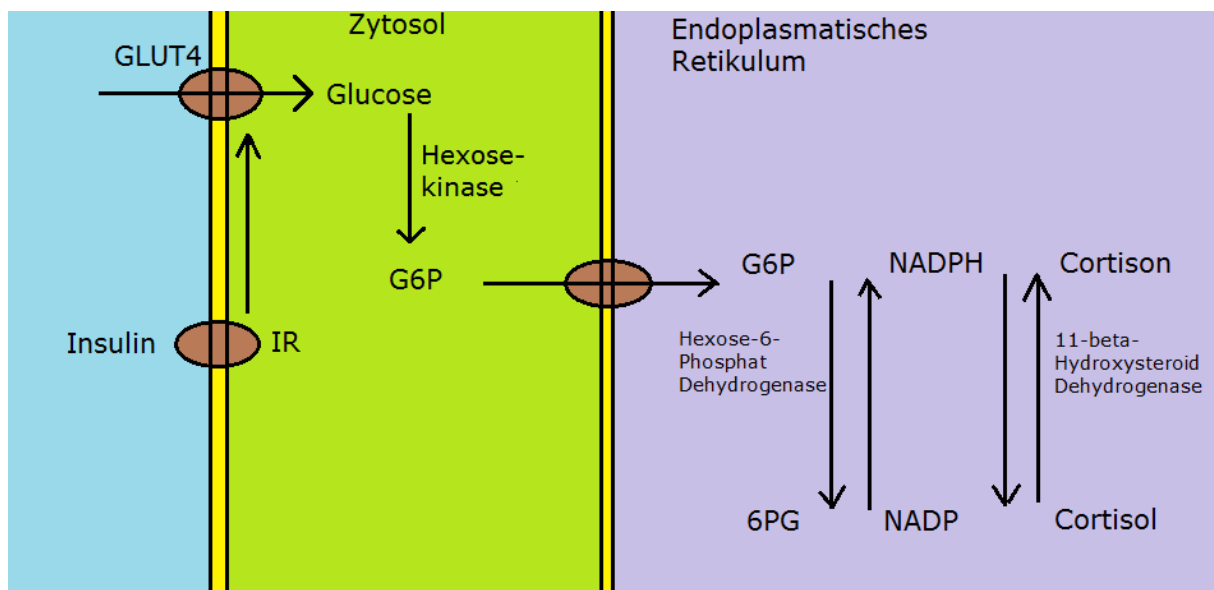 Zytosol
Endoplasmatisches
Retikulum
GLUT4
Glucose
Hexose-
kinase
G6P
G6P
NADPH
Cortison
Insulin
IR
Hexose-6-
Phosphat
Dehydrogenase
11-beta-
Hydroxysteroid
Dehydrogenase
6PG
NADP
Cortisol